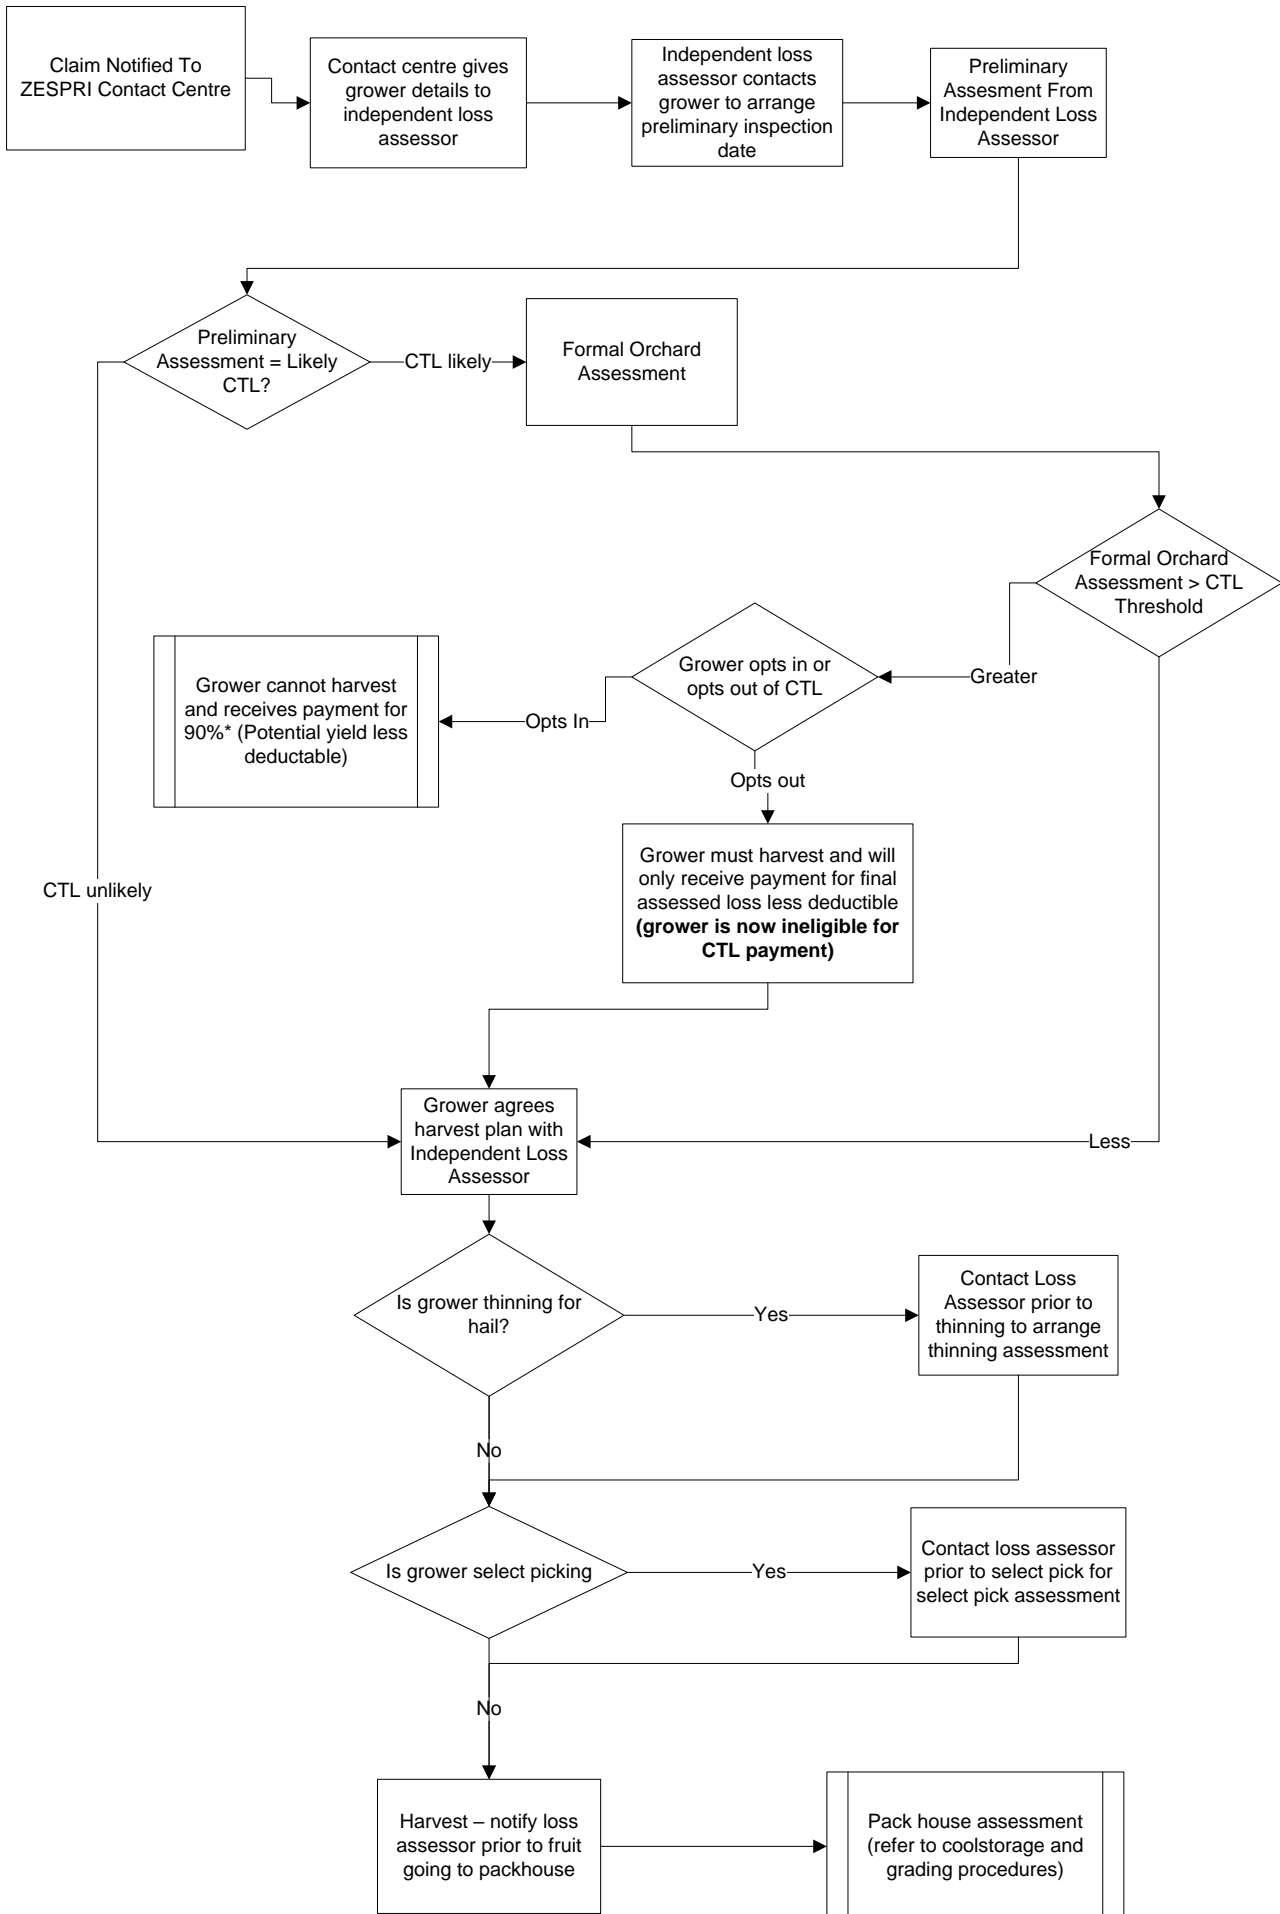 Claim Notified To
ZESPRI Contact Centre
Contact centre gives
grower details to
independent loss
assessor
Independent loss
assessor contacts
grower to arrange
preliminary inspection
date
Preliminary
Assesment From
Independent Loss
Assessor
Preliminary
Assessment = Likely
CTL?
CTL likely
Formal Orchard
Assessment
Formal Orchard
Assessment > CTL
Threshold
Greater
Grower opts in or
opts out of CTL
Opts In
Grower cannot harvest
and receives payment for
90%* (Potential yield less
deductable)
Opts out
Grower must harvest and will
only receive payment for final
assessed loss less deductible
(grower is now ineligible for
CTL payment)
CTL unlikely
Less
Grower agrees
harvest plan with
Independent Loss
Assessor
Is grower thinning for
hail?
Yes
Contact Loss
Assessor prior to
thinning to arrange
thinning assessment
No
Is grower select picking
Yes
Contact loss assessor
prior to select pick for
select pick assessment
No
Harvest – notify loss
assessor prior to fruit
going to packhouse
Pack house assessment
(refer to coolstorage and
grading procedures)